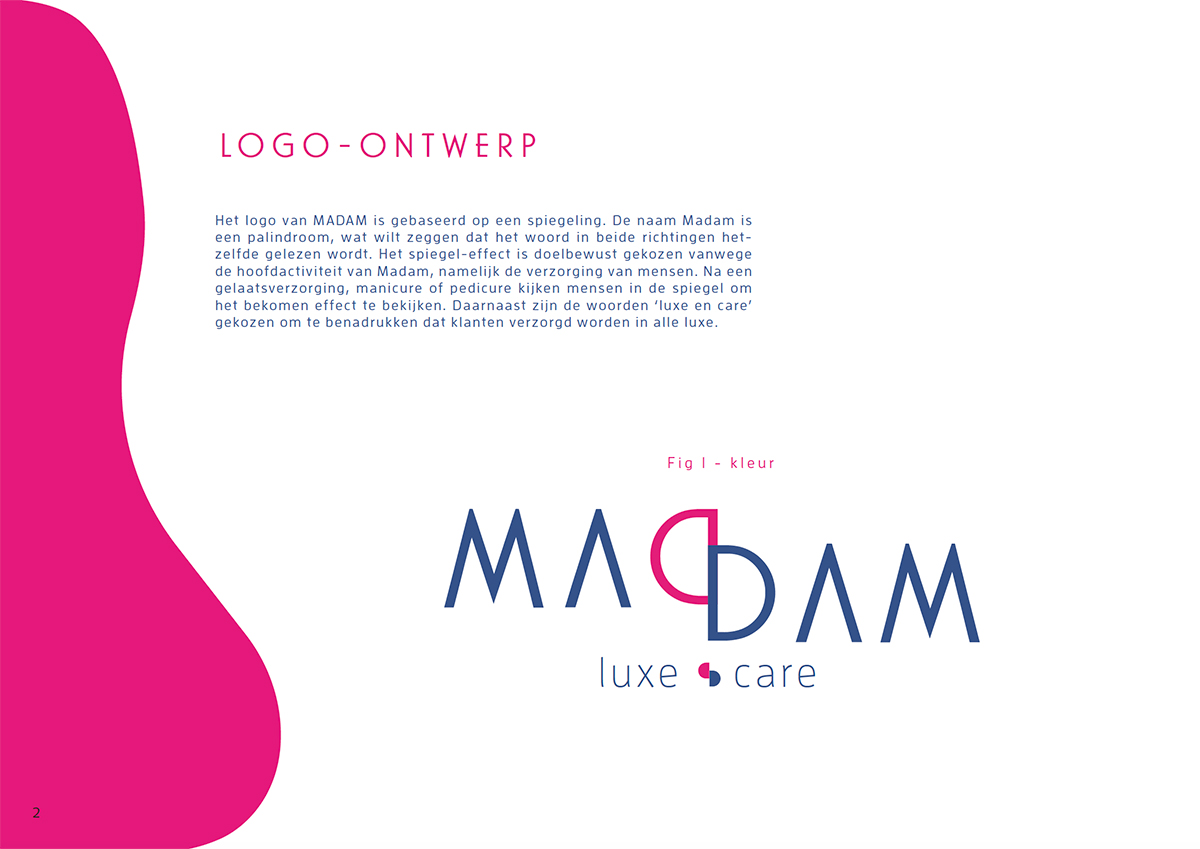 LOGO-ONTWERP
Het logo van MADAM is gebaseerd op een spiegeling. De naam Madam is
een palindroom, wat wilt zeggen dat het woord in beide richtingen het-
zelfde gelezen wordt. Het spiegel-effect is doelbewust gekozen vanwege
de hoofdactiviteit van Madam, namelijk de verzorging van mensen. Na een
gelaatsverzorging, manicure of pedicure kijken mensen in de spiegel om
het bekomen effect te bekijken. Daarnaast zijn de woorden ‘luxe en care’
gekozen om te benadrukken dat klanten verzorgd worden in alle luxe.
Fig I - kleur
MADDAM
luxe care
2